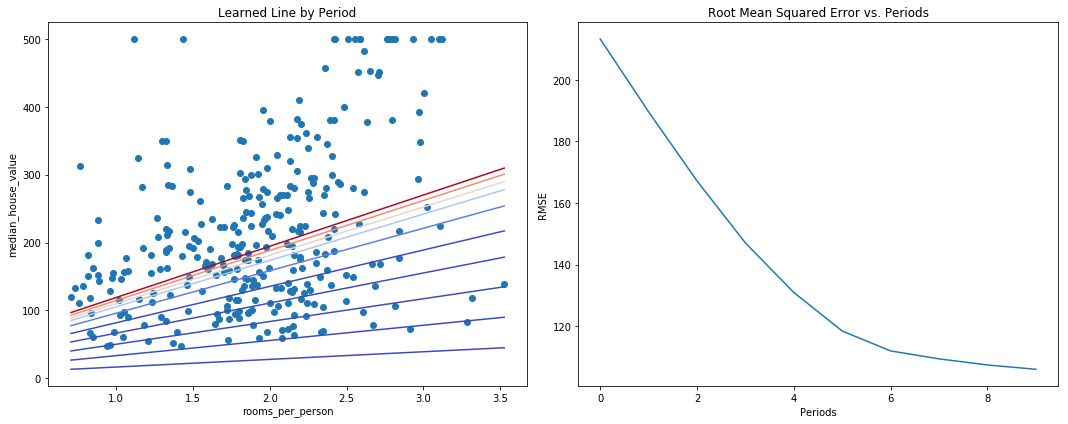 Learned Line by Period
500
400
300
200
100
0
median_house_value
1.0 1.5 2.0 2.5 3.0 3.5
rooms_per_person
Root Mean Squared Error vs. Periods
200
180
160
140
120
RMSE
0 2 4 6 8
Periods